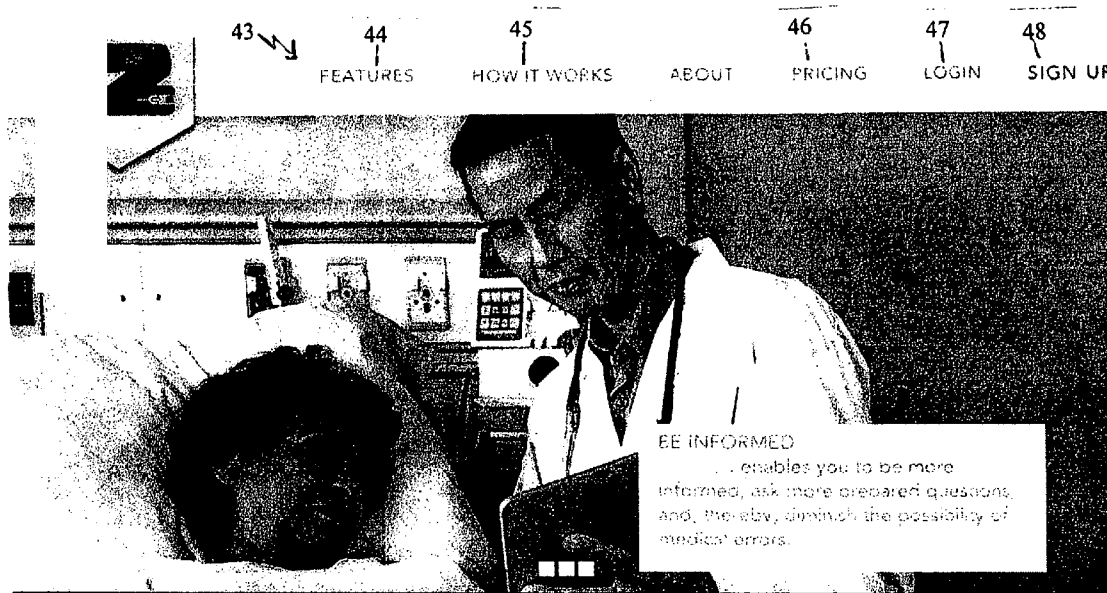 43 44 45 46 47 48
FEATURES HOW IT WORKS ABOUT PRICING LOGIN SIGN UP
BE INFORMED
enables you to be more
informed, ask more prepared questions,
and, thereby, diminish the possibility of
medical errors.